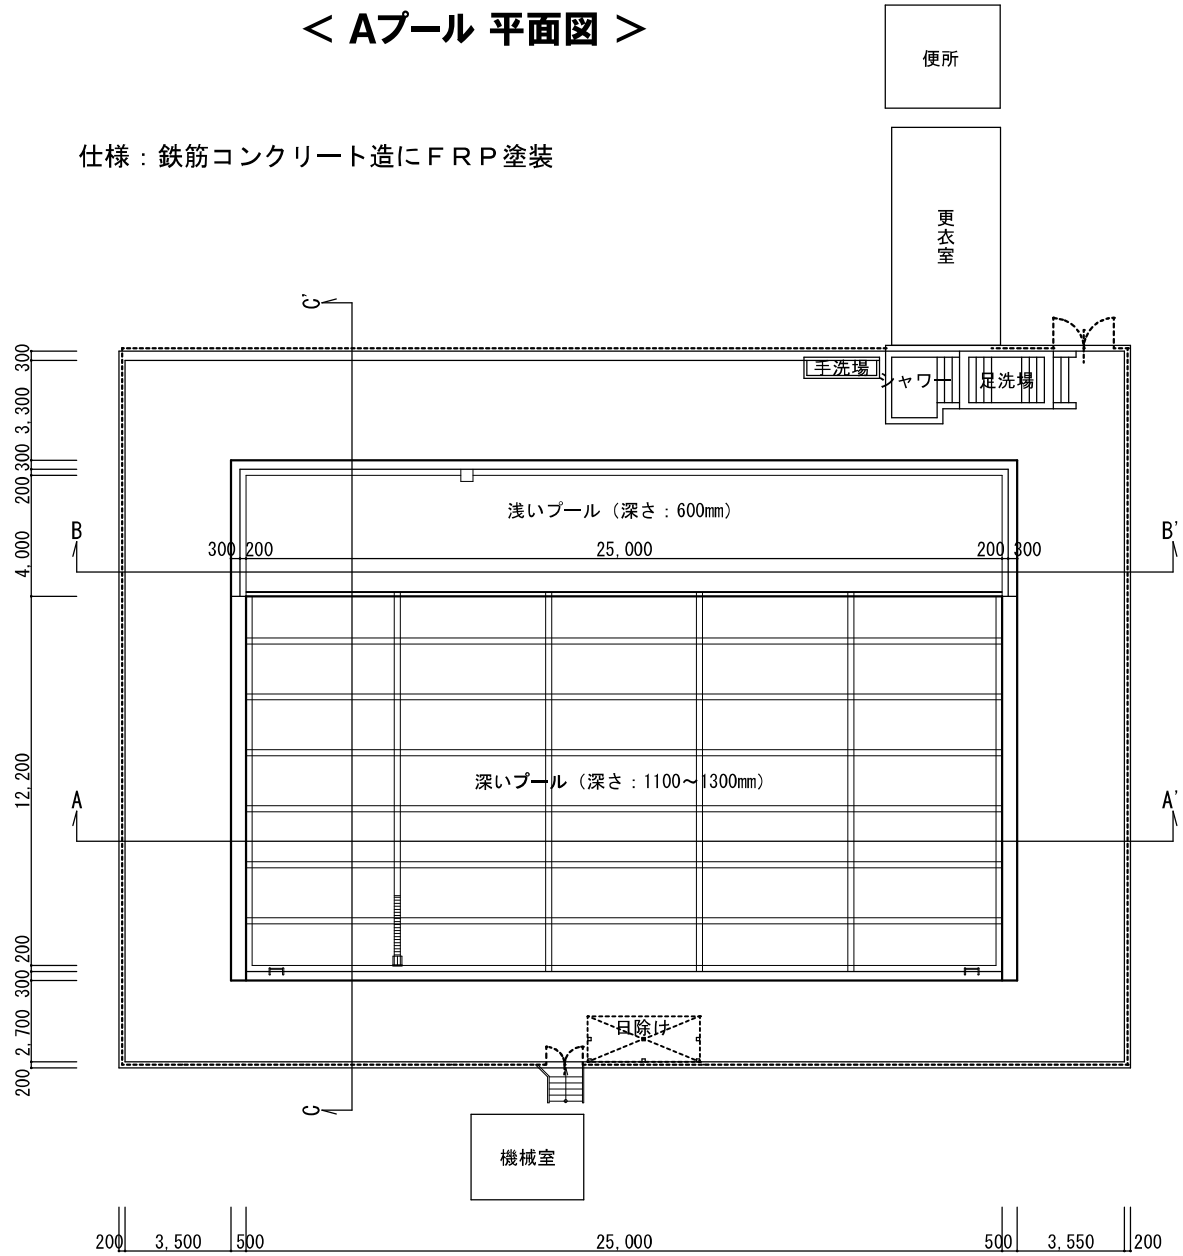 ＜ Aプール 平面図 ＞
便所
仕様：鉄筋コンクリート造にＦＲＰ塗装
更衣室
C'
300
3,300
300
200
4,000
12,200
200
300
2,700
200
手洗場
シャワー
足洗場
浅いプール（深さ：600mm）
B
B'
300 200
25,000
200 300
深いプール（深さ：1100～1300mm）
A
A'
日除け
C
機械室
200
3,500
500
25,000
500
3,550
200